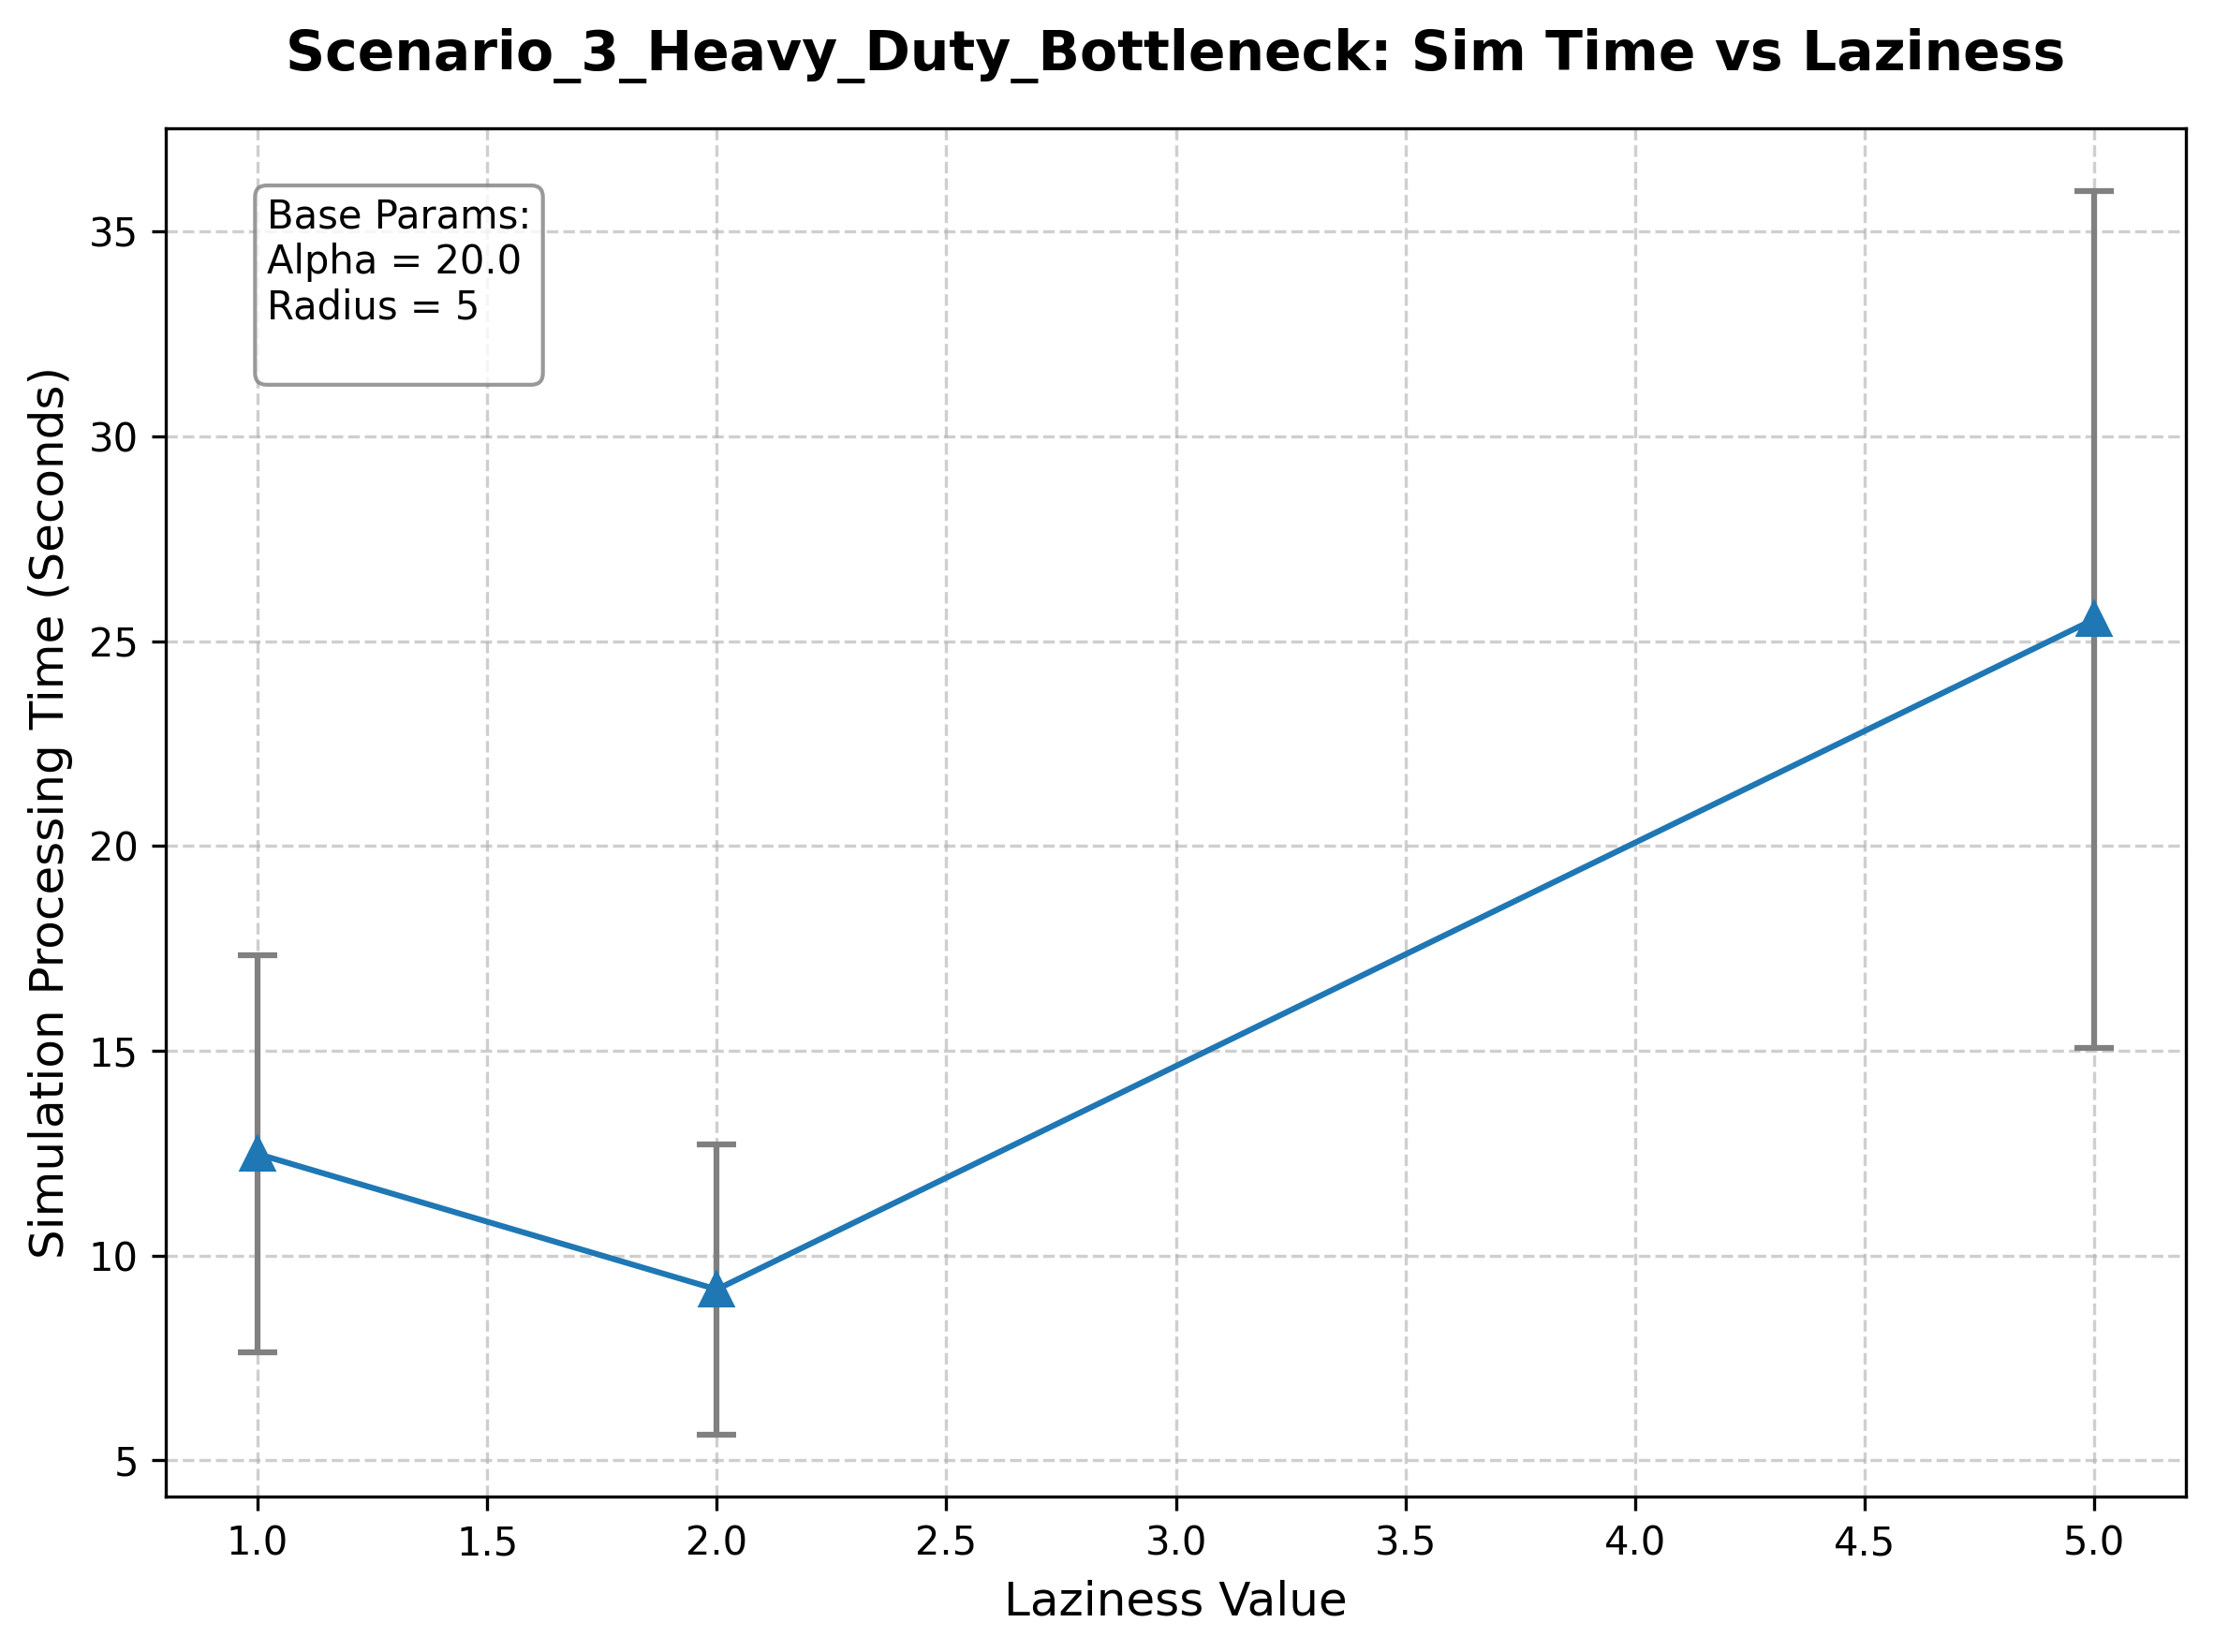 Scenario_3_Heavy_Duty_Bottleneck: Sim Time vs Laziness
Base Params:
Alpha = 20.0
Radius = 5
Simulation Processing Time (Seconds)
35
30
25
20
15
10
5
1.0 1.5 2.0 2.5 3.0 3.5 4.0 4.5 5.0
Laziness Value